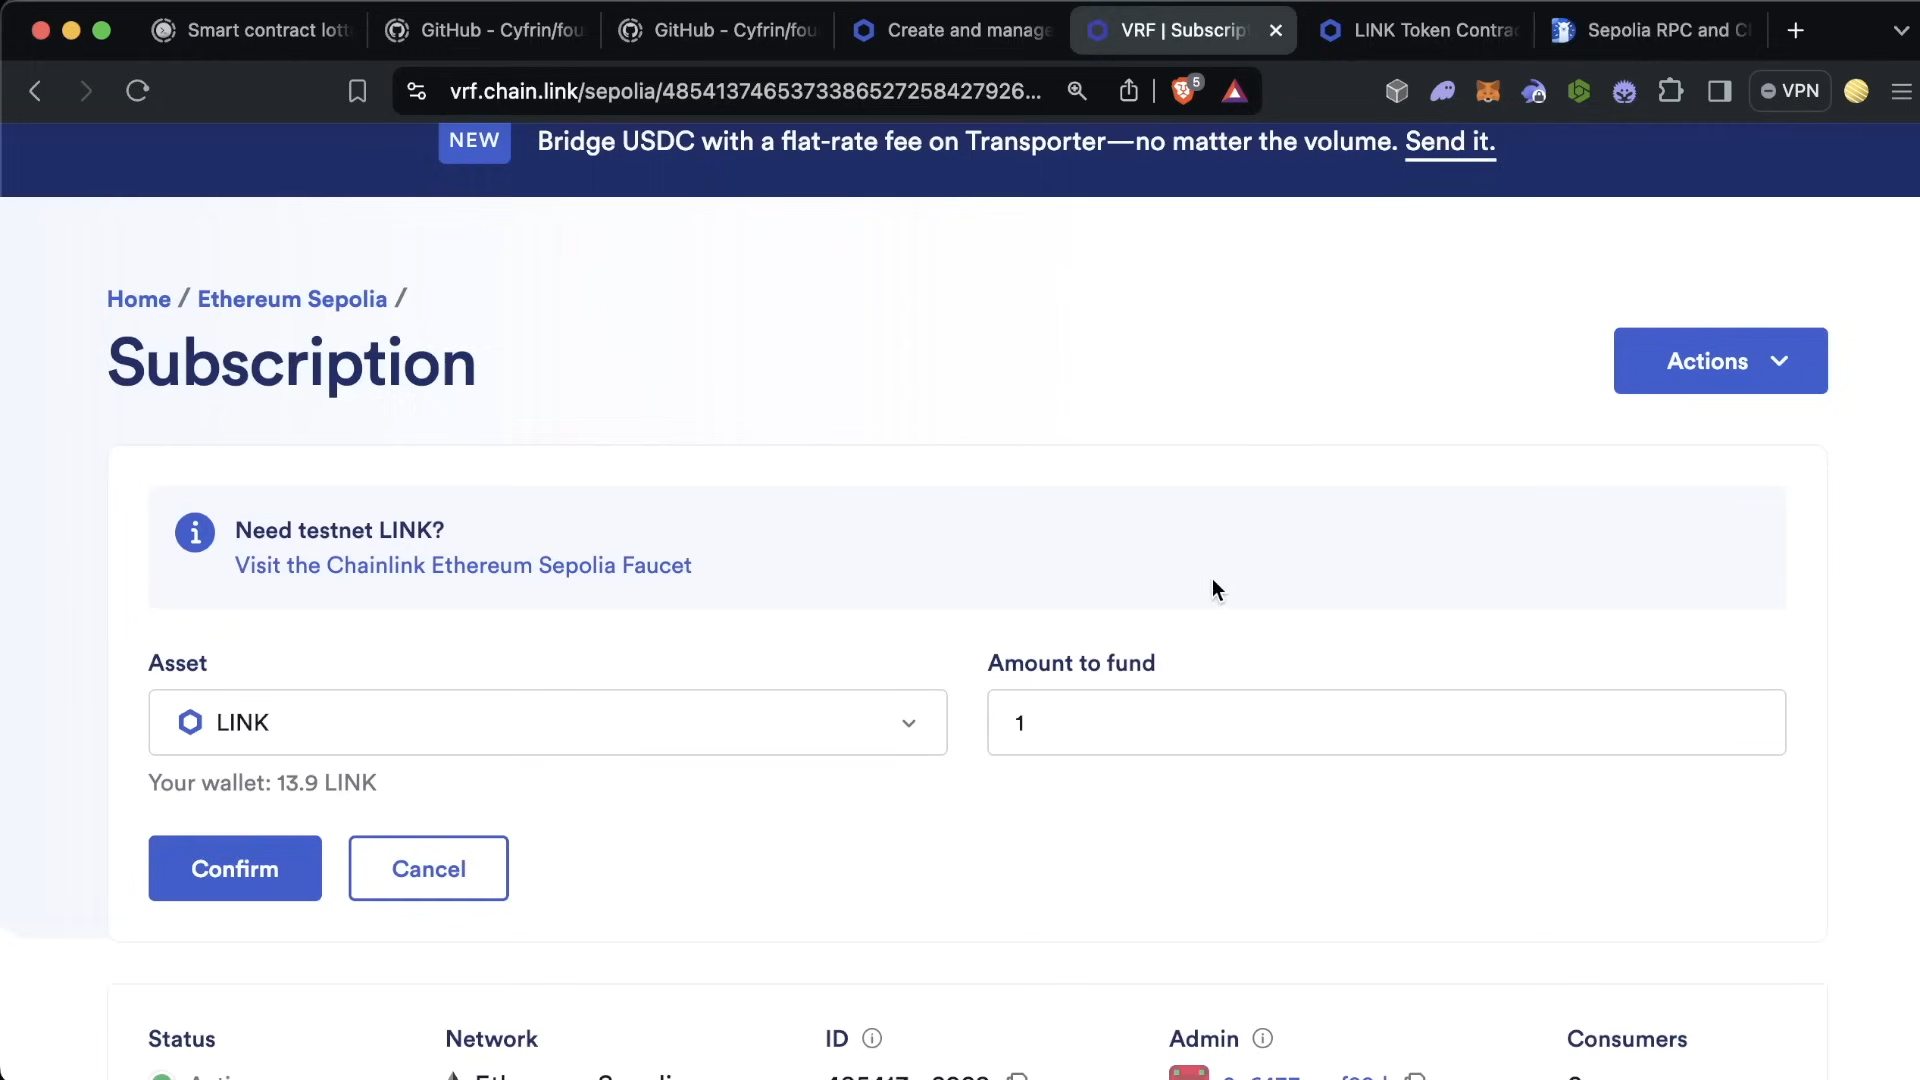 Smart contract lott
GitHub - Cyfrin/fou
GitHub - Cyfrin/fou
Create and manage
VRF | Subscrip
LINK Token Contra
Sepolia RPC and C
vrf.chain.link/sepolia/4854137465373386527258427926...
5
VPN
NEW
Bridge USDC with a flat-rate fee on Transporter—no matter the volume. Send it.
Home / Ethereum Sepolia /
Subscription
Actions
Need testnet LINK?
Visit the Chainlink Ethereum Sepolia Faucet
Asset
Amount to fund
LINK
1
Your wallet: 13.9 LINK
Confirm
Cancel
Status
Network
ID
Admin
Consumers